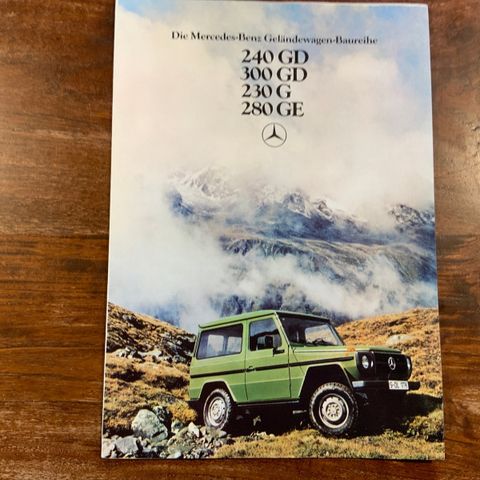 Die Mercedes-Benz Geländewagen-Baureihe
240 GD
300 GD
230 G
280 GE